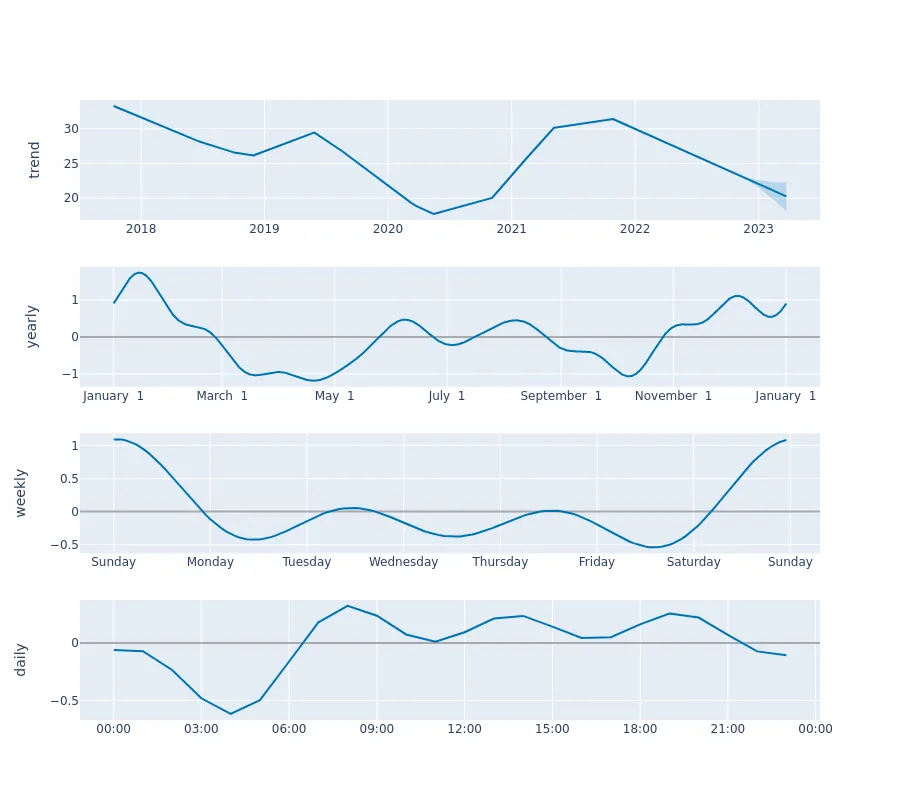 trend
30
25
20
2018 2019 2020 2021 2022 2023
yearly
1
0
−1
January 1 March 1 May 1 July 1 September 1 November 1 January 1
weekly
1
0.5
0
−0.5
Sunday Monday Tuesday Wednesday Thursday Friday Saturday Sunday
daily
0
−0.5
00:00 03:00 06:00 09:00 12:00 15:00 18:00 21:00 00:00